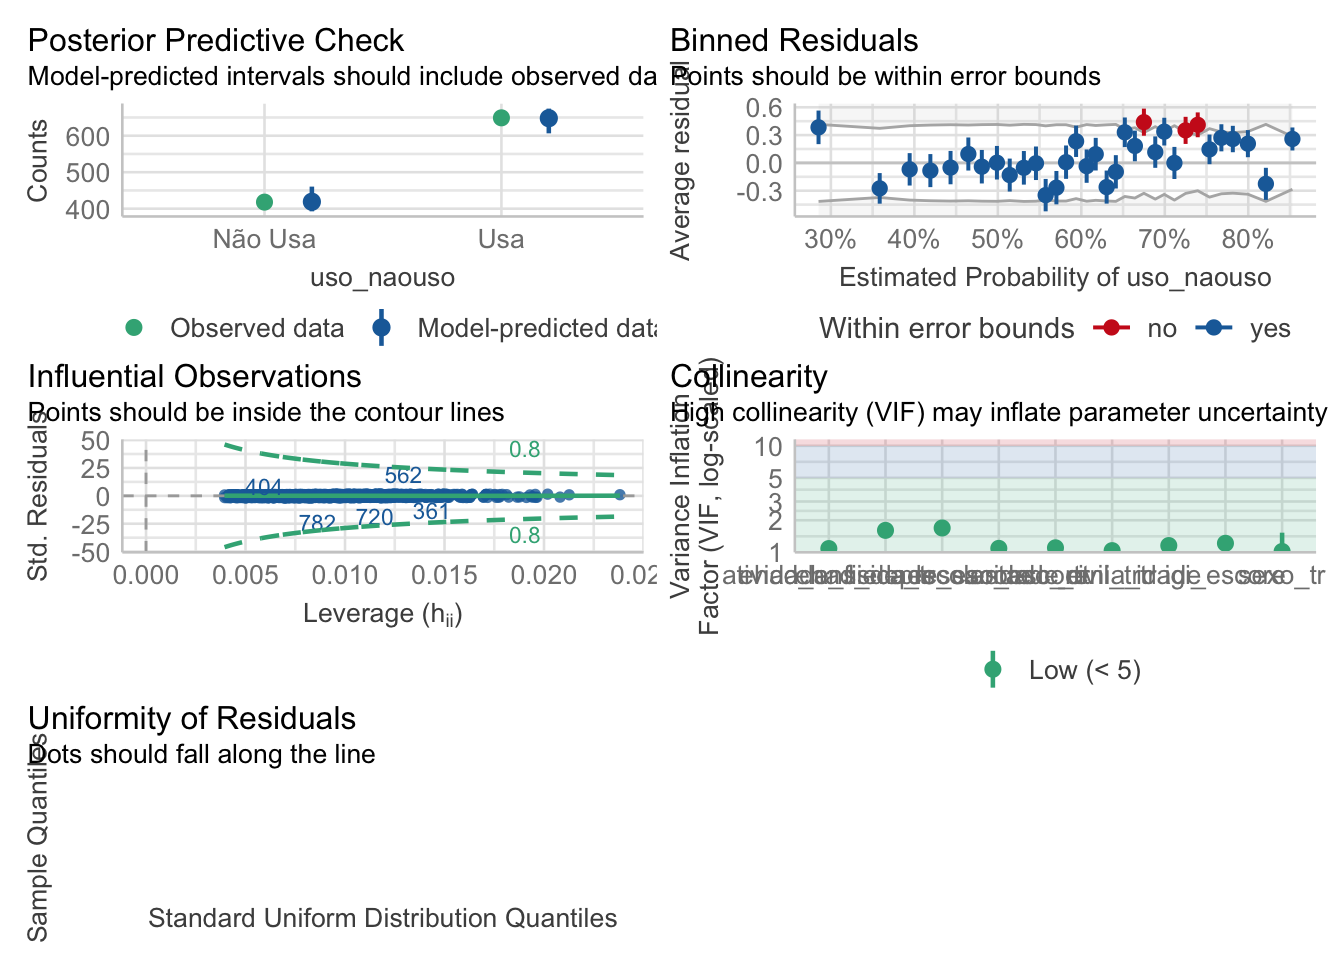 Posterior Predictive Check
Model-predicted intervals should include observed da
Counts
600
500
400
Não Usa
Usa
uso_naouso
Observed data
Model-predicted data
Binned Residuals
Points should be within error bounds
Average residual
0.6
0.3
0.0
-0.3
30%
40%
50%
60%
70%
80%
Estimated Probability of uso_naouso
Within error bounds
no
yes
Influential Observations
Points should be inside the contour lines
Std. Residuals
50
25
0
-25
-50
0.8
562
404
782
720
361
0.8
0.000
0.005
0.010
0.015
0.020
0.02
Leverage (hii)
Collinearity
High collinearity (VIF) may inflate parameter uncertainty
Variance Inflation
Factor (VIF, log-scaled)
10
5
3
2
1
sexo_tr
Low (< 5)
Uniformity of Residuals
Dots should fall along the line
Sample Quantiles
Standard Uniform Distribution Quantiles